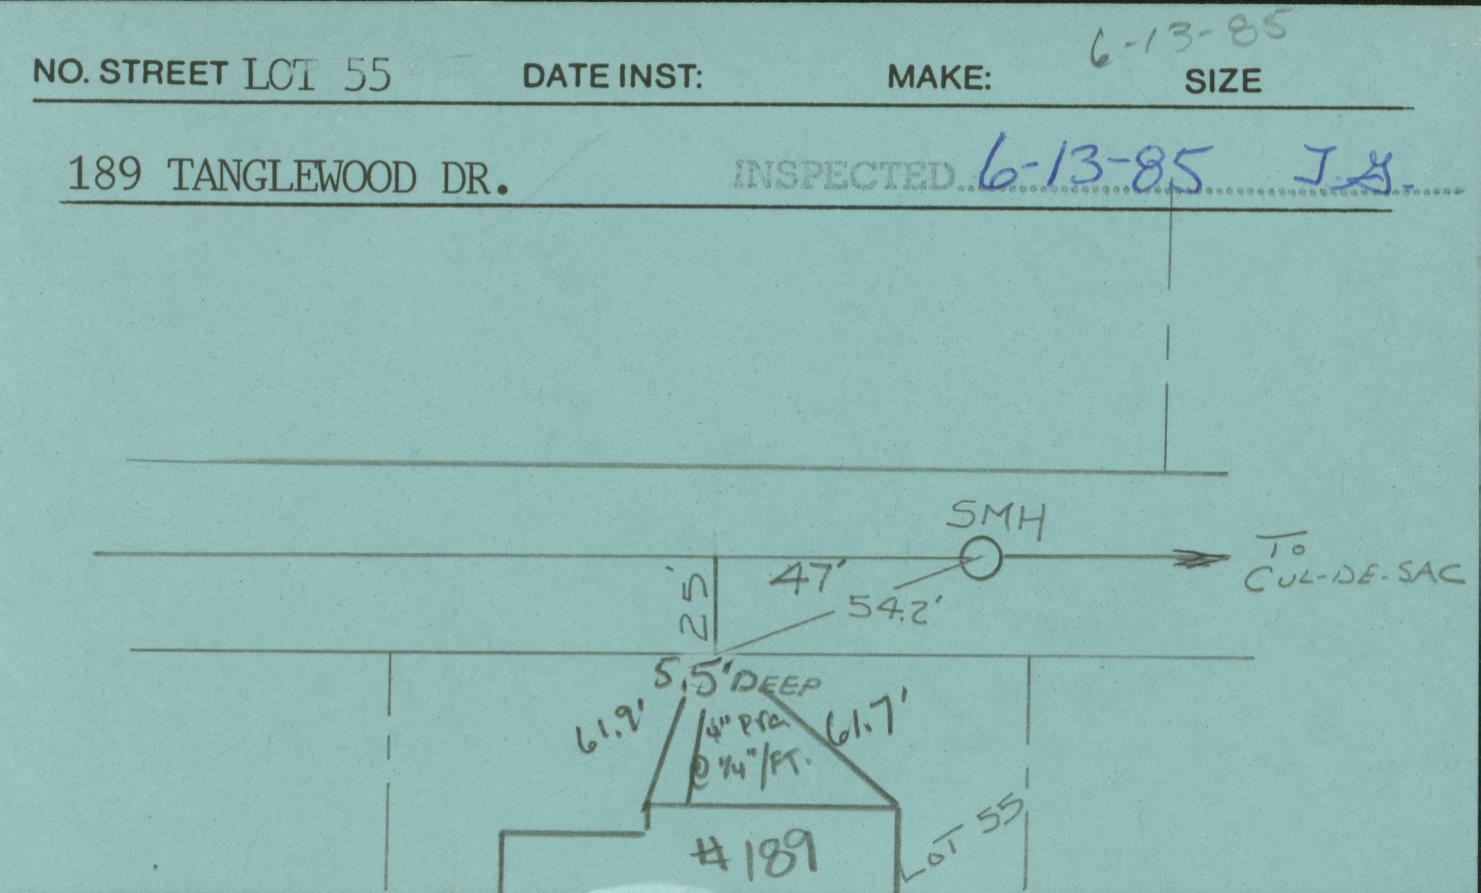 6-13-85
NO. STREET LOT 55 DATE INST: MAKE: SIZE
189 TANGLEWOOD DR. INSPECTED 6-13-85 J.G.
SMH
TO
CUL-DE-SAC
25'
47'
54.2'
5.5' DEEP
61.9'
61.7'
4" PSM
@ 1/4"/FT.
LOT 55
#189